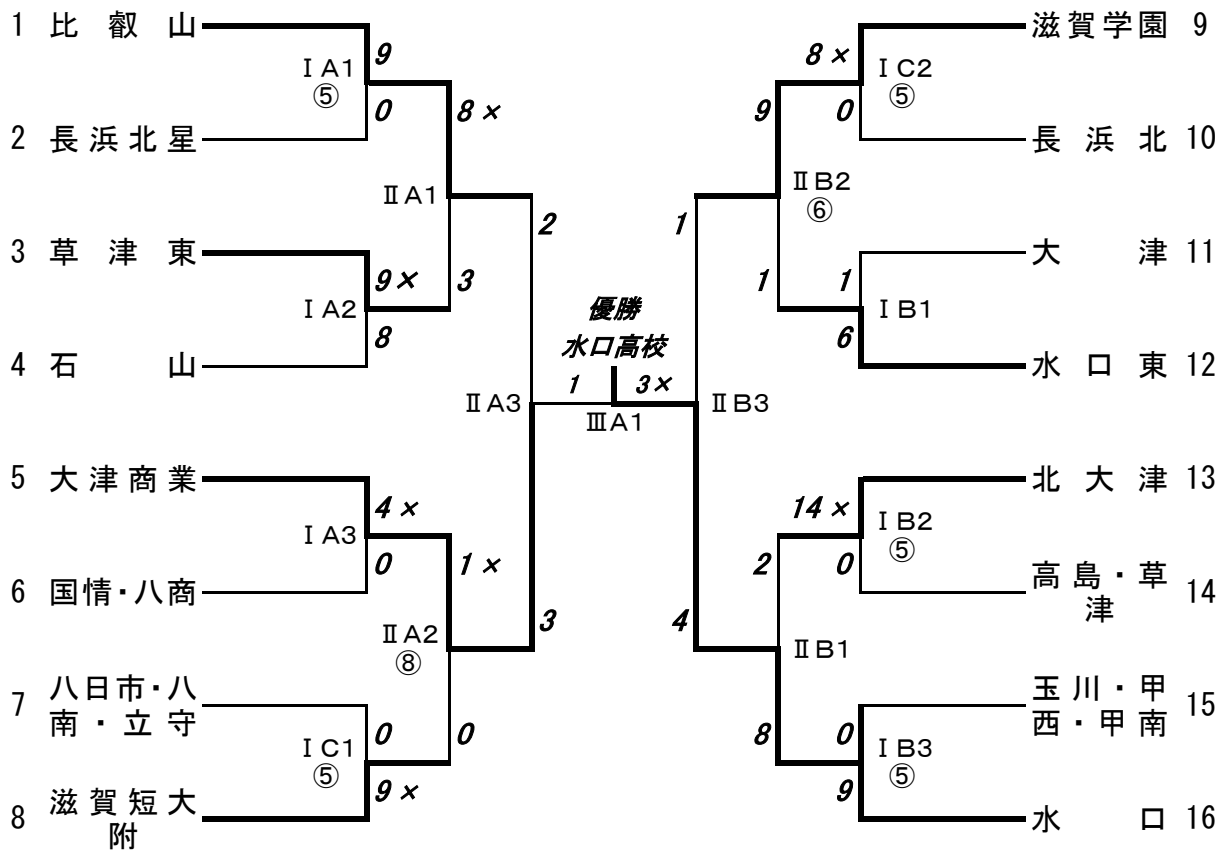 1 比叡山
9
ⅠA1
⑤
0
2 長浜北星
8×
ⅡA1
3 草津東
9×
ⅠA2
8
4 石山
3
2
ⅡA3
5 大津商業
4×
ⅠA3
0
6 国情・八商
1×
ⅡA2
⑧
3
7 八日市・八
南・立守
0
ⅠC1
⑤
9×
0
8 滋賀短大
附
優勝
水口高校
1 3×
ⅢA1
滋賀学園 9
8×
ⅠC2
⑤
0
長浜北 10
9
ⅡB2
⑥
1
大津 11
1
ⅠB1
6
水口東 12
1
ⅡB3
4
北大津 13
14×
ⅠB2
⑤
0
高島・草
津 14
2
ⅡB1
8
玉川・甲
西・甲南 15
0
ⅠB3
⑤
9
水口 16